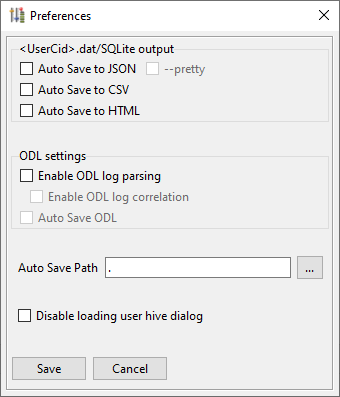 Preferences
<UserCid>.dat/SQLite output
Auto Save to JSON --pretty
Auto Save to CSV
Auto Save to HTML
ODL settings
Enable ODL log parsing
Enable ODL log correlation
Auto Save ODL
Auto Save Path . ...
Disable loading user hive dialog
Save Cancel